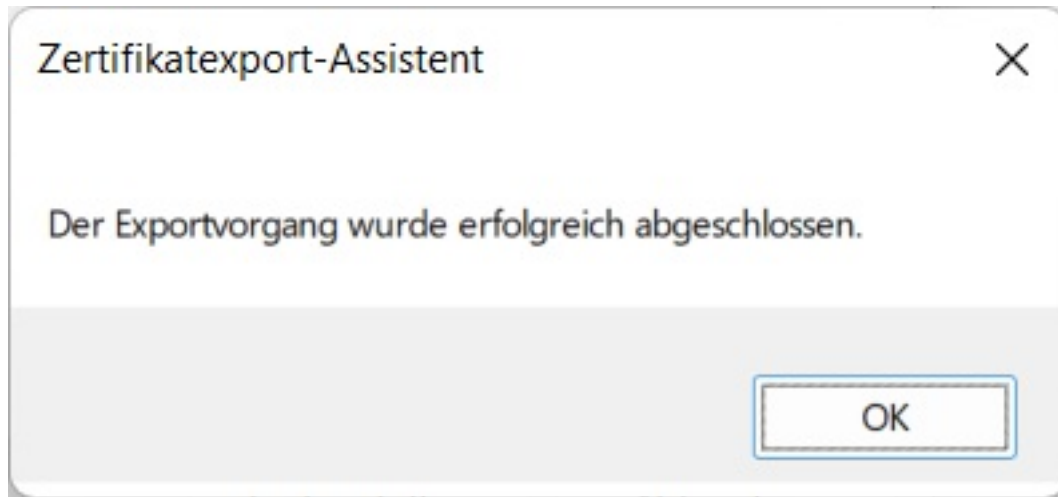 Zertifikatexport-Assistent
Der Exportvorgang wurde erfolgreich abgeschlossen.
OK